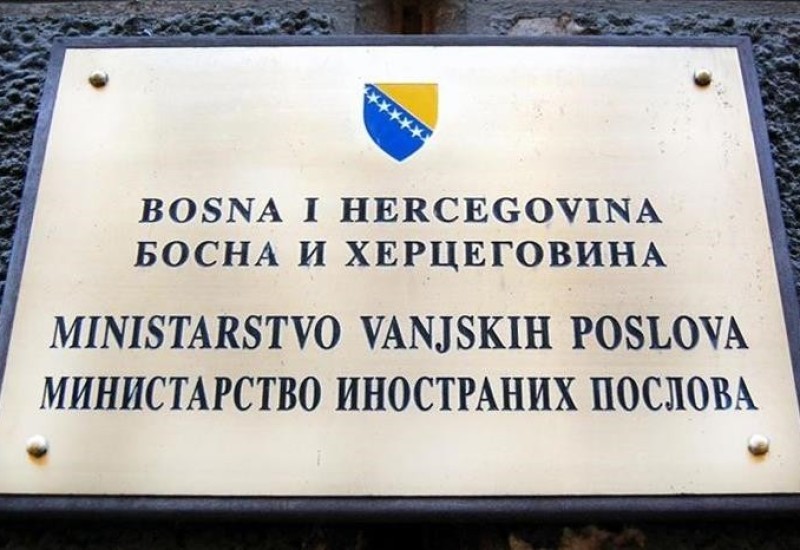 BOSNA I HERCEGOVINA
БОСНА И ХЕРЦЕГОВИНА
MINISTARSTVO VANJSKIH POSLOVA
МИНИСТАРСТВО ИНОСТРАНИХ ПОСЛОВА